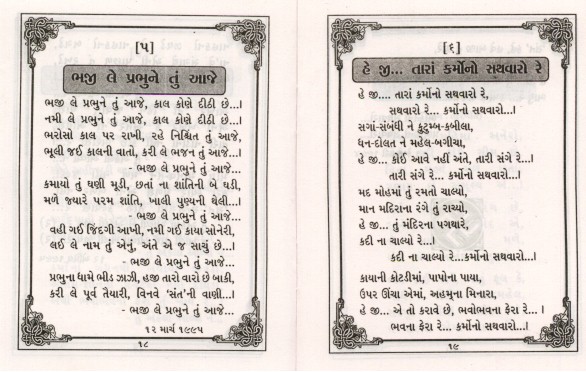 [૫]
ભજી લે પ્રભુને તું આજે
ભજી લે પ્રભુને તું આજે, કાલ કોણે દીઠી છે...।
નમી લે પ્રભુને તું આજે, કાલ કોણે દીઠી છે...।
ભરોસો કાલ પર રાખી, રહે નિશ્ચિત તું આજે,
ભૂલી જઈ કાલની વાતો, કરી લે ભજન તું આજે...।
- ભજી લે પ્રભુને તું આજે...
કમાયો તું ઘણી મૂડી, છતાં ના શાંતિની બે ઘડી,
મળે જ્યારે પરમ શાંતિ, ખાલી પુણ્યની થેલી...।
- ભજી લે પ્રભુને તું આજે...
વહી ગઈ જિંદગી આખી, નમી ગઈ કાયા સોનેરી,
લઈ લે નામ તું એનું, અંતે એ જ સાચું છે...।
- ભજી લે પ્રભુને તું આજે...
પ્રભુના ધામે ભીડ ઝાઝી, હજી તારો વારો છે બાકી,
કરી લે પૂર્વ તૈયારી, વિનવે ‘સંત’ની વાણી...।
- ભજી લે પ્રભુને તું આજે...
૧૨ માર્ચ ૧૯૯૫
૧૮
[૬]
હે જી... તારાં કર્મોનો સથવારો રે
હે જી.... તારાં કર્મોનો સથવારો રે,
સથવારો રે... કર્મોનો સથવારો...।
સગાં-સંબંધી ને કુટુમ્બ-કબીલા,
ધન-દોલત ને મહેલ-બગીચા,
હે જી... કોઈ આવે નહીં અંતે, તારી સંગે રે...।
તારી સંગે રે... કર્મોનો સથવારો...।
મદ મોહમાં તું રમતો ચાલ્યો,
માન મદિરાના રંગે તું રાચ્યો,
હે જી... તું મંદિરના પગથારે,
કદી ના ચાલ્યો રે...।
કદી ના ચાલ્યો રે...કર્મોનો સથવારો...।
કાયાની કોટડીમાં, પાપોના પાયા,
ઉપર ઊંચા એમાં, અહમ્‌ના મિનારા,
હે જી... એ તો કરાવે છે, ભવોભવના ફેરા રે... ।
ભવના ફેરા રે... કર્મોનો સથવારો...।
૧૯